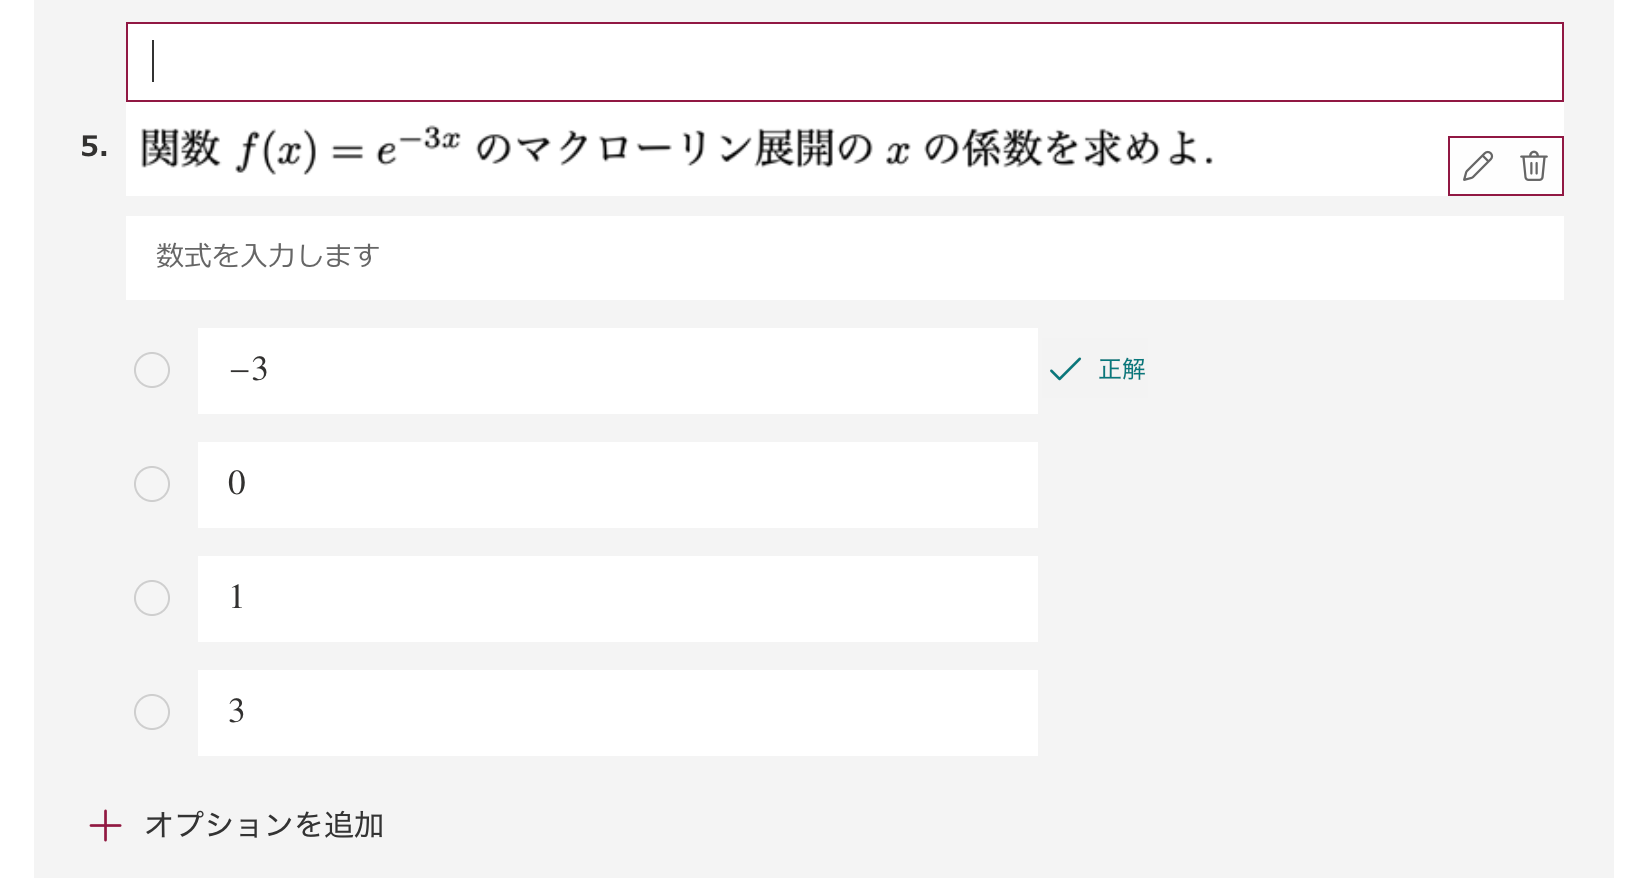 5. 関数 f(x) = e^{-3x} のマクローリン展開の x の係数を求めよ.
数式を入力します
−3 正解
0
1
3
オプションを追加